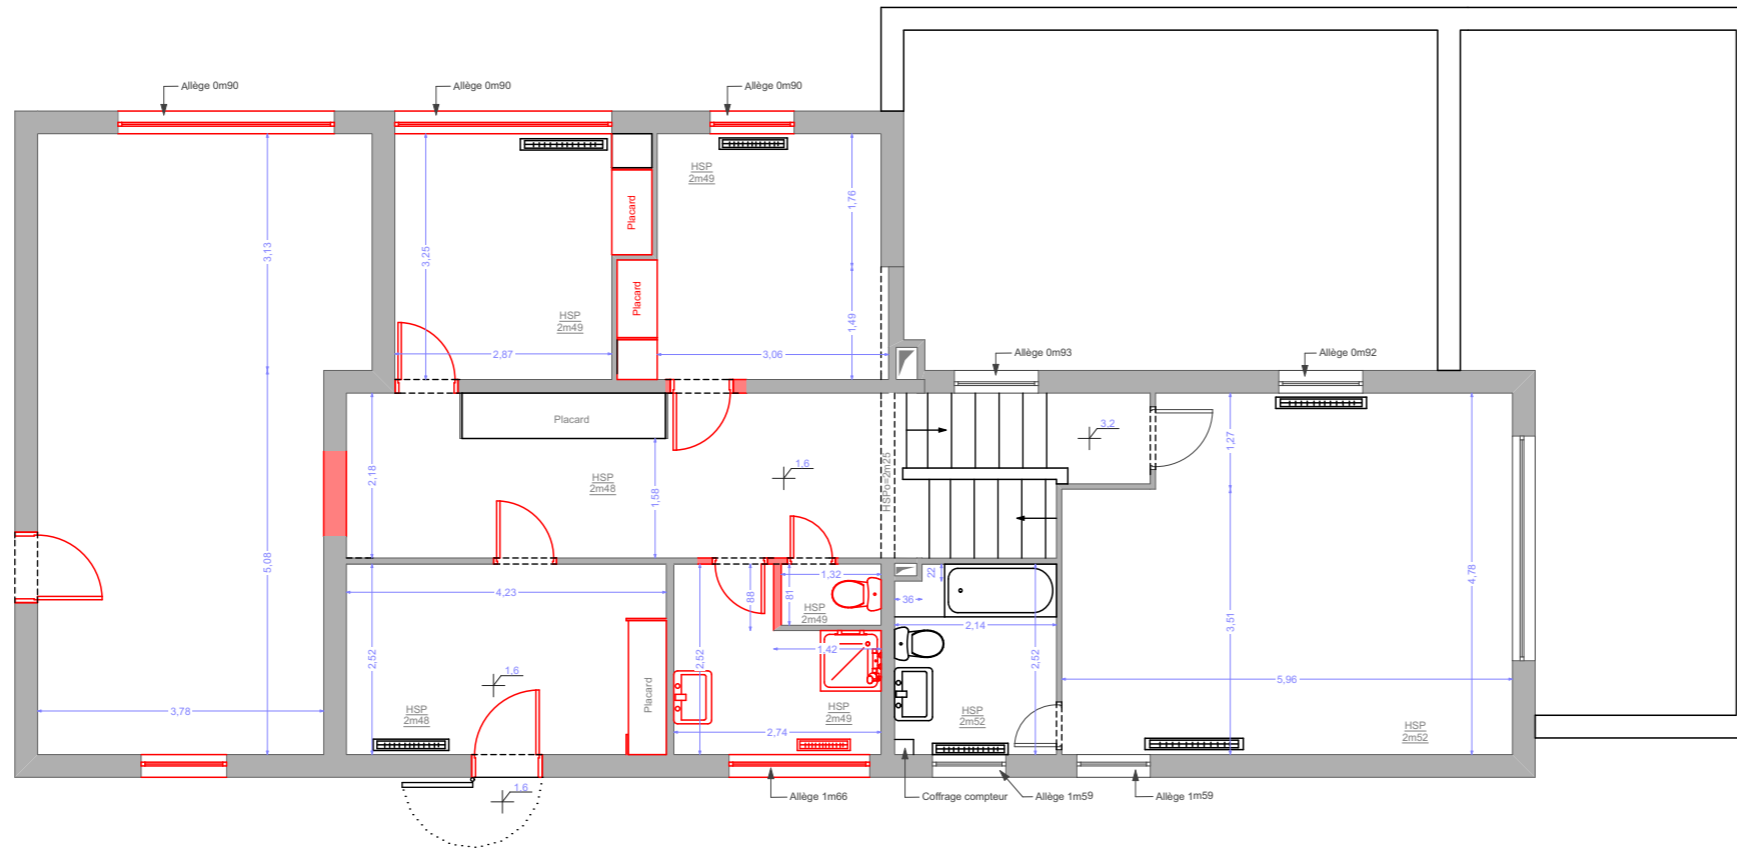 Allège 0m90
Allège 0m90
Allège 0m90
HSP
2m49
1,76
Placard
3,13
3,25
Placard
HSP
2m49
1,49
2,87
3,06
Allège 0m93
Allège 0m92
Placard
3,2
1,27
2,18
1,6
HSP
2m48
1,58
HSPo=2m25
4,78
5,08
1,32
22
4,23
88
81
HSP
2m49
36
2,14
3,51
2,52
2,52
1,42
2,52
1,6
5,96
Placard
3,78
HSP
2m48
HSP
2m49
HSP
2m52
HSP
2m52
2,74
1,6
Allège 1m66
Coffrage compteur
Allège 1m59
Allège 1m59